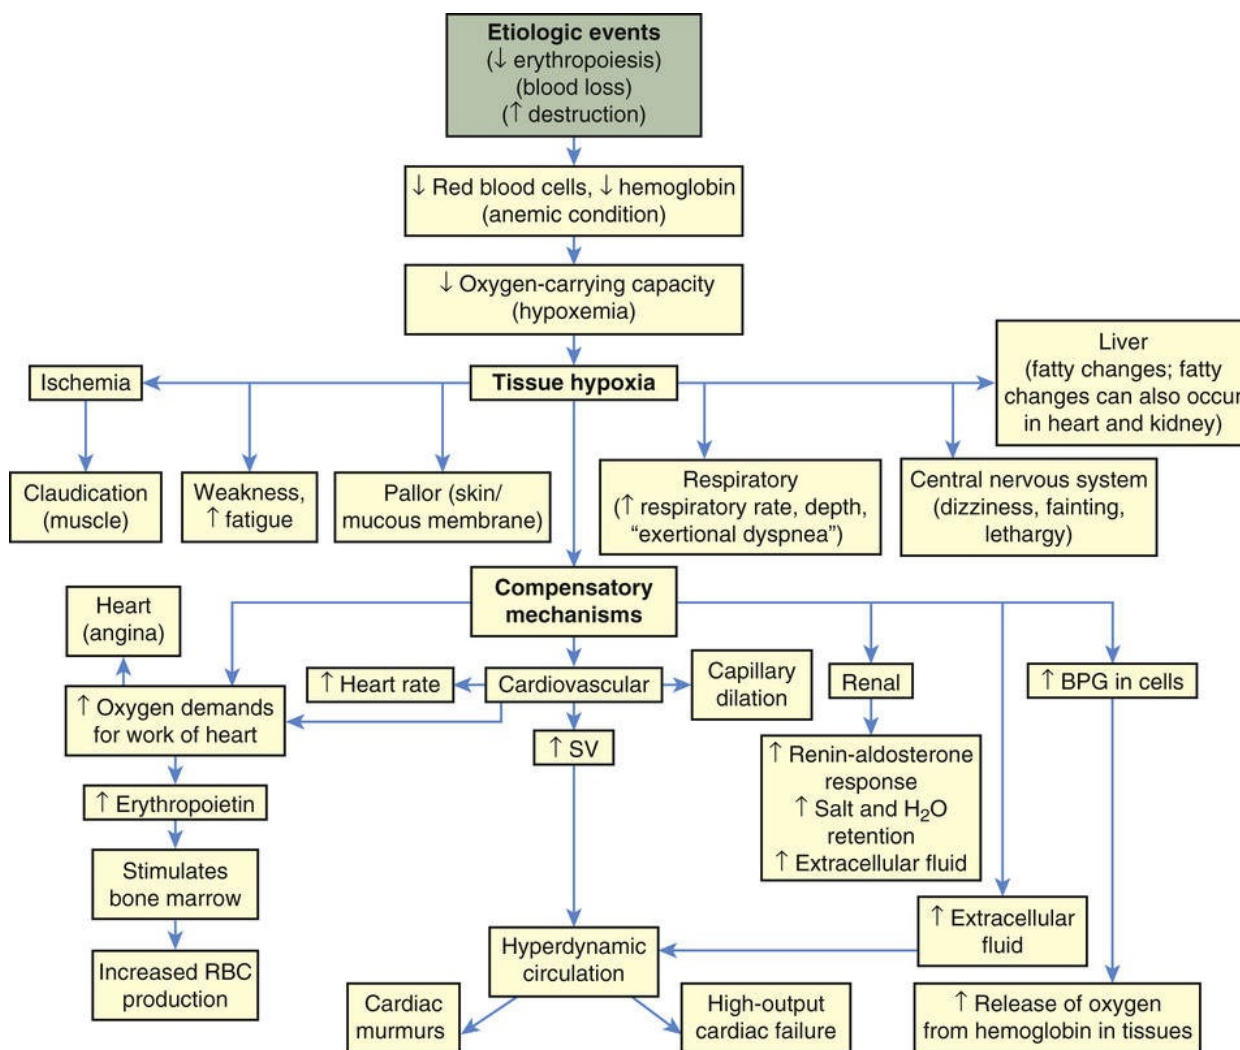 Etiologic events
(↓ erythropoiesis)
(blood loss)
(↑ destruction)
↓ Red blood cells, ↓ hemoglobin
(anemic condition)
↓ Oxygen-carrying capacity
(hypoxemia)
Ischemia
Tissue hypoxia
Liver
(fatty changes; fatty
changes can also occur
in heart and kidney)
Claudication
(muscle)
Weakness,
↑ fatigue
Pallor (skin/
mucous membrane)
Respiratory
(↑ respiratory rate, depth,
“exertional dyspnea”)
Central nervous system
(dizziness, fainting,
lethargy)
Compensatory
mechanisms
Heart
(angina)
↑ Heart rate
Cardiovascular
Capillary
dilation
Renal
↑ BPG in cells
↑ Oxygen demands
for work of heart
↑ SV
↑ Renin-aldosterone
response
↑ Salt and H₂O
retention
↑ Extracellular fluid
↑ Erythropoietin
Stimulates
bone marrow
Increased RBC
production
Hyperdynamic
circulation
↑ Extracellular
fluid
Cardiac
murmurs
High-output
cardiac failure
↑ Release of oxygen
from hemoglobin in tissues